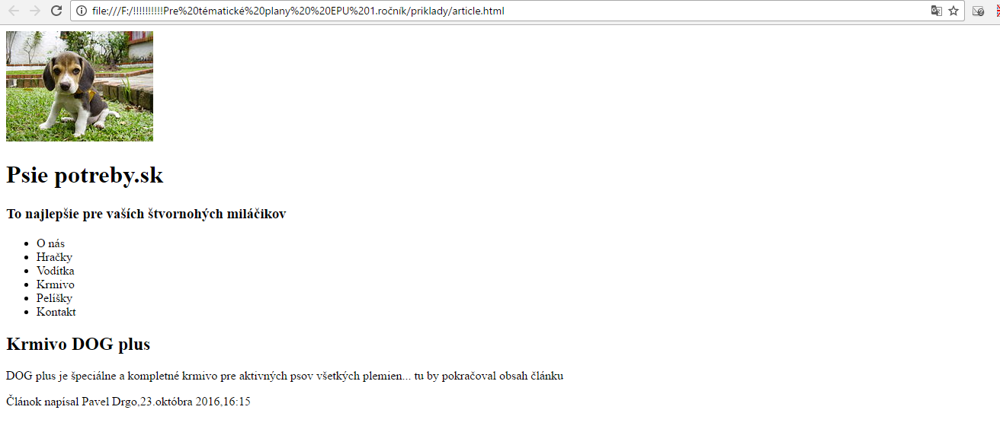 file:///F:/!!!!!!!!!!Pre%20tématické%20plany%20%20EPU%201.ročník/priklady/article.html
Psie potreby.sk
To najlepšie pre vaších štvornohých miláčikov
O nás
Hračky
Vodítka
Krmivo
Pelíšky
Kontakt
Krmivo DOG plus
DOG plus je špeciálne a kompletné krmivo pre aktivných psov všetkých plemien... tu by pokračoval obsah článku
Článok napísal Pavel Drgo,23.október 2016,16:15